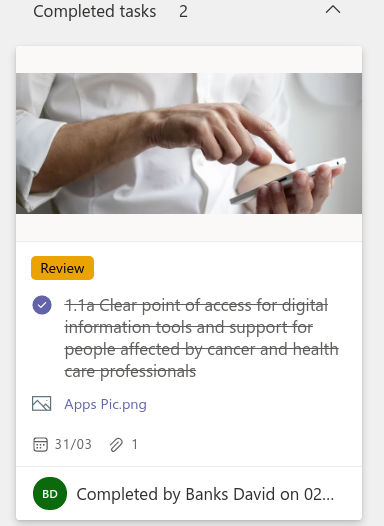 Completed tasks 2
Review
1.1a Clear point of access for digital
information tools and support for
people affected by cancer and health
care professionals
Apps Pic.png
31/03 1
BD Completed by Banks David on 02...